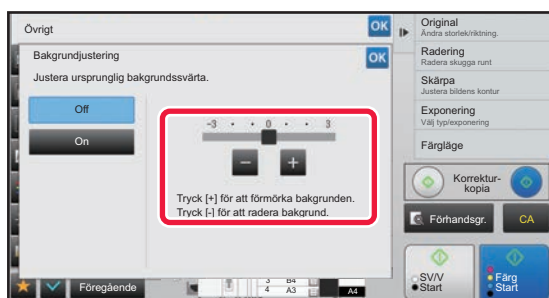 Övrigt
OK
Bakgrundjustering
OK
Justera ursprunglig bakgrundssvärta.
Off
On
-3 0 3
Tryck [+] för att förmörka bakgrunden.
Tryck [-] för att radera bakgrund.
Föregående
3 B4
4 A3
A4
Original
Ändra storlek/riktning.
Radering
Radera skugga runt
Skärpa
Justera bildens kontur
Exponering
Välj typ/exponering
Färgläge
Korrektur-
kopia
Förhandsgr.
CA
SV/V
Start
Färg
Start